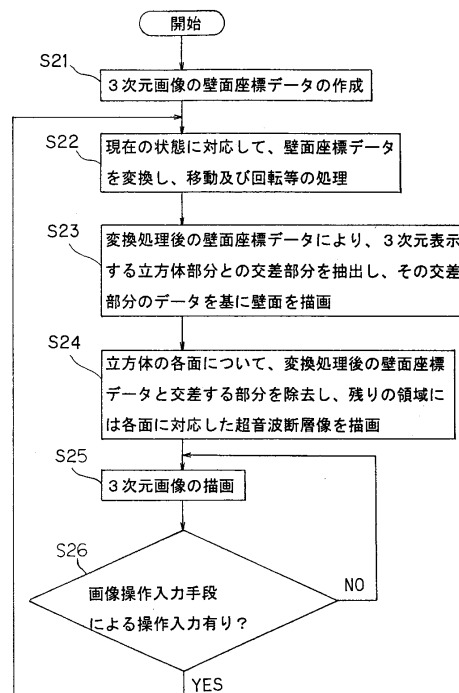 開始
S21
３次元画像の壁面座標データの作成
S22
現在の状態に対応して、壁面座標データ
を変換し、移動及び回転等の処理
S23
変換処理後の壁面座標データにより、３次元表示
する立方体部分との交差部分を抽出し、その交差
部分のデータを基に壁面を描画
S24
立方体の各面について、変換処理後の壁面座標
データと交差する部分を除去し、残りの領域に
は各面に対応した超音波断層像を描画
S25
３次元画像の描画
S26
画像操作入力手段
による操作入力有り？
NO
YES